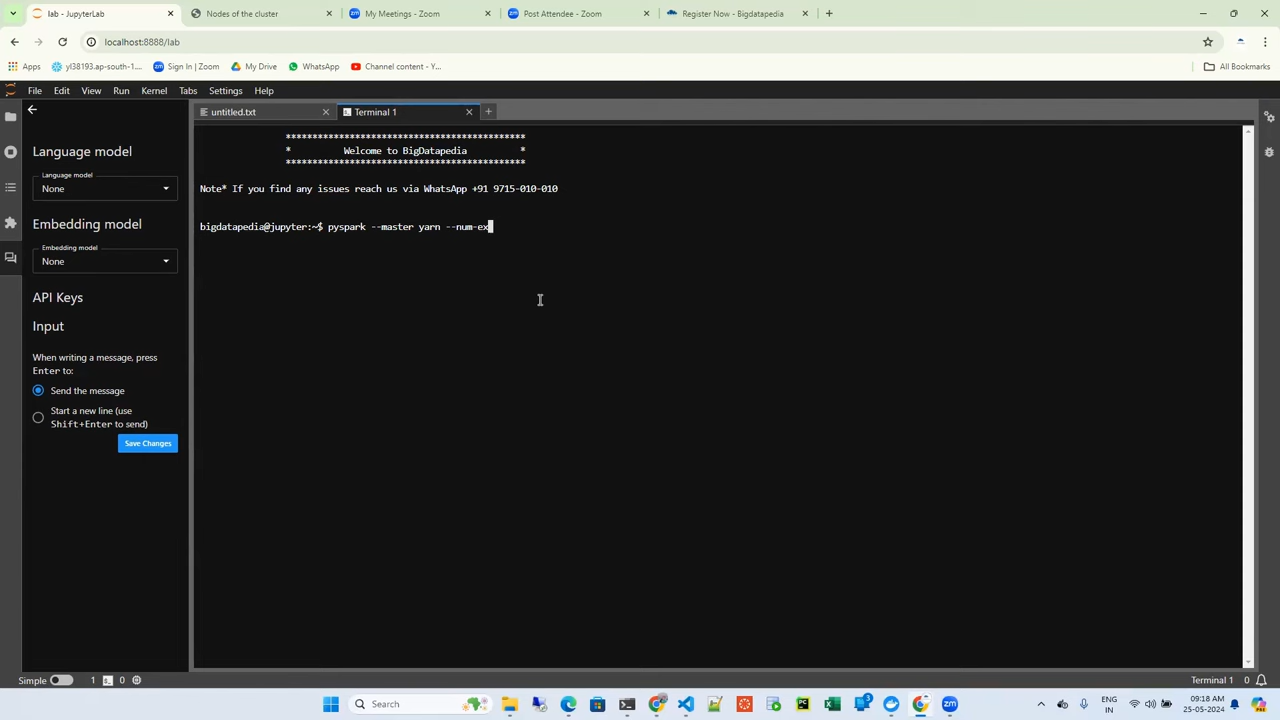 lab - JupyterLab
Nodes of the cluster
My Meetings - Zoom
Post Attendee - Zoom
Register Now - Bigdatapedia
localhost:8888/lab
Apps
yl38193.ap-south-1....
Sign In | Zoom
My Drive
WhatsApp
Channel content - Y...
All Bookmarks
File Edit View Run Kernel Tabs Settings Help
untitled.txt
Terminal 1
Language model
Language model
None
Embedding model
Embedding model
None
API Keys
Input
When writing a message, press
Enter to:
Send the message
Start a new line (use
Shift+Enter to send)
Save Changes
*********************************************
* Welcome to BigDatapedia *
*********************************************
Note* If you find any issues reach us via WhatsApp +91 9715-010-010
bigdatapedia@jupyter:~$ pyspark --master yarn --num-ex
Simple
1
0
Terminal 1 0
Search
3
ENG
IN
09:18 AM
25-05-2024